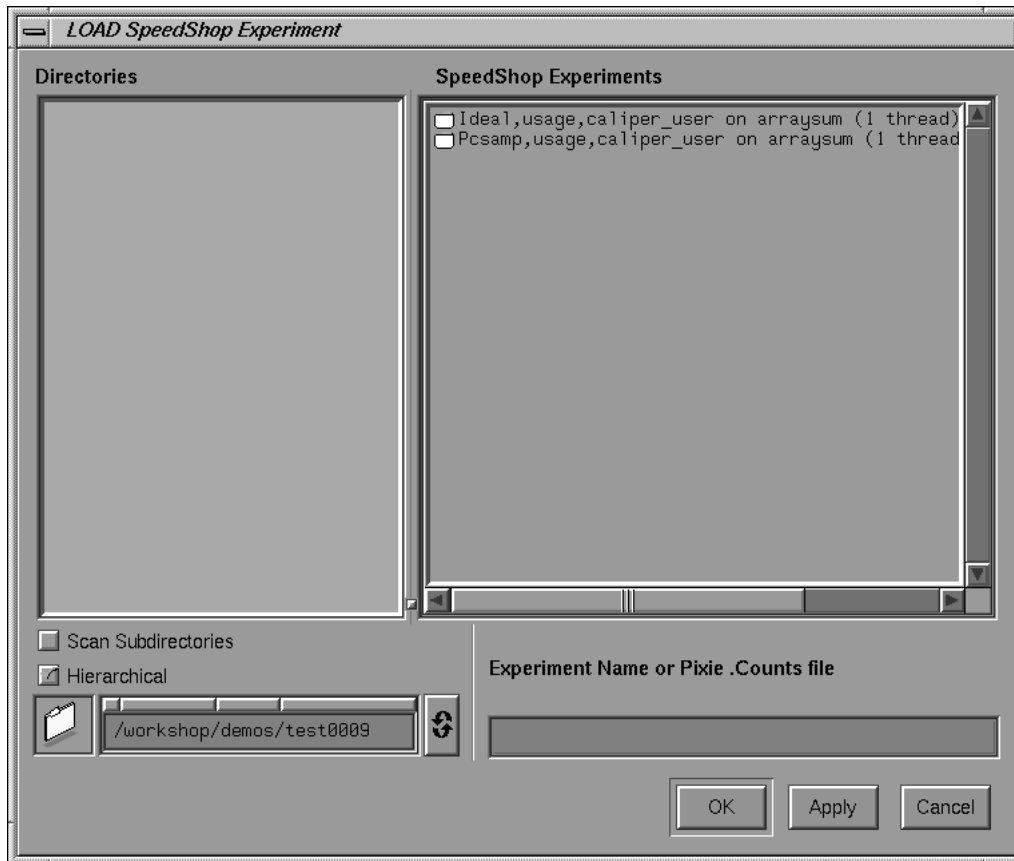 LOAD SpeedShop Experiment
Directories
SpeedShop Experiments
Ideal,usage,caliper_user on arraysum (1 thread)
Pcsamp,usage,caliper_user on arraysum (1 thread
Scan Subdirectories
Hierarchical
Experiment Name or Pixie .Counts file
/workshop/demos/test0009
OK
Apply
Cancel